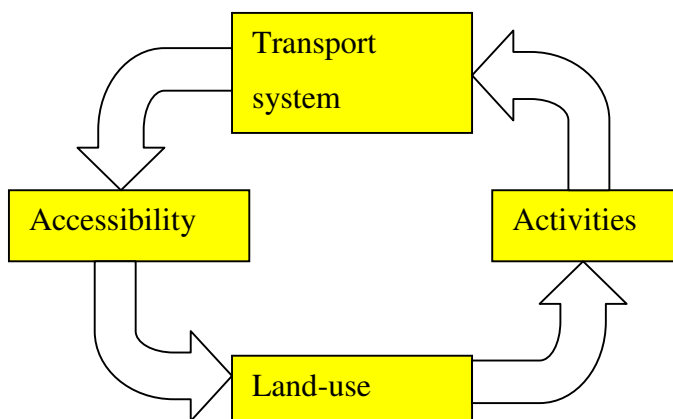 Transport
system
Accessibility
Activities
Land-use